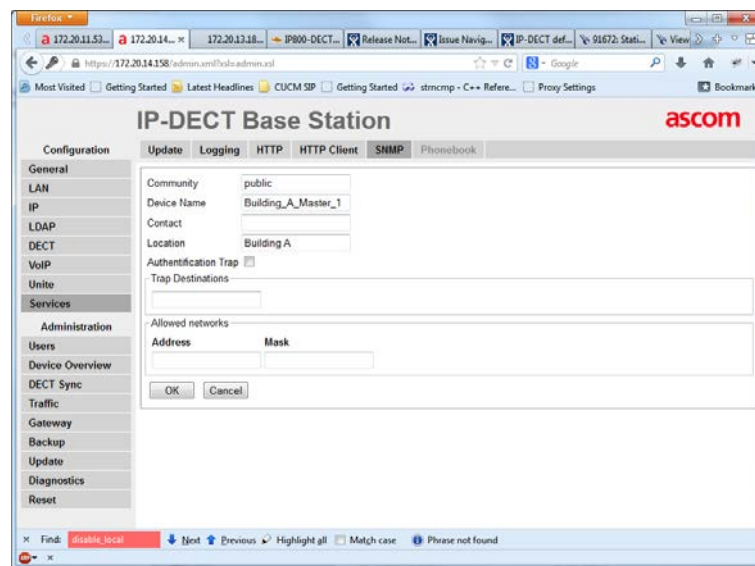 Firefox
172.20.11.53... 172.20.14.... × 172.20.13.18... IP800-DECT... Release Not... Issue Navig... IP-DECT def... 91672: Stati... View
https://172.20.14.158/admin.xml?xsl=admin.xsl Google
Most Visited Getting Started Latest Headlines CUCM SIP Getting Started strncmp - C++ Refere... Proxy Settings Bookmark
IP-DECT Base Station
ascom
Configuration Update Logging HTTP HTTP Client SNMP Phonebook
General
LAN
IP
LDAP
DECT
VoIP
Unite
Services
Administration
Users
Device Overview
DECT Sync
Traffic
Gateway
Backup
Update
Diagnostics
Reset
Community public
Device Name Building_A_Master_1
Contact
Location Building A
Authentification Trap
Trap Destinations
Allowed networks
Address Mask
OK Cancel
× Find: disable_local Next Previous Highlight all Match case Phrase not found
ABP ×